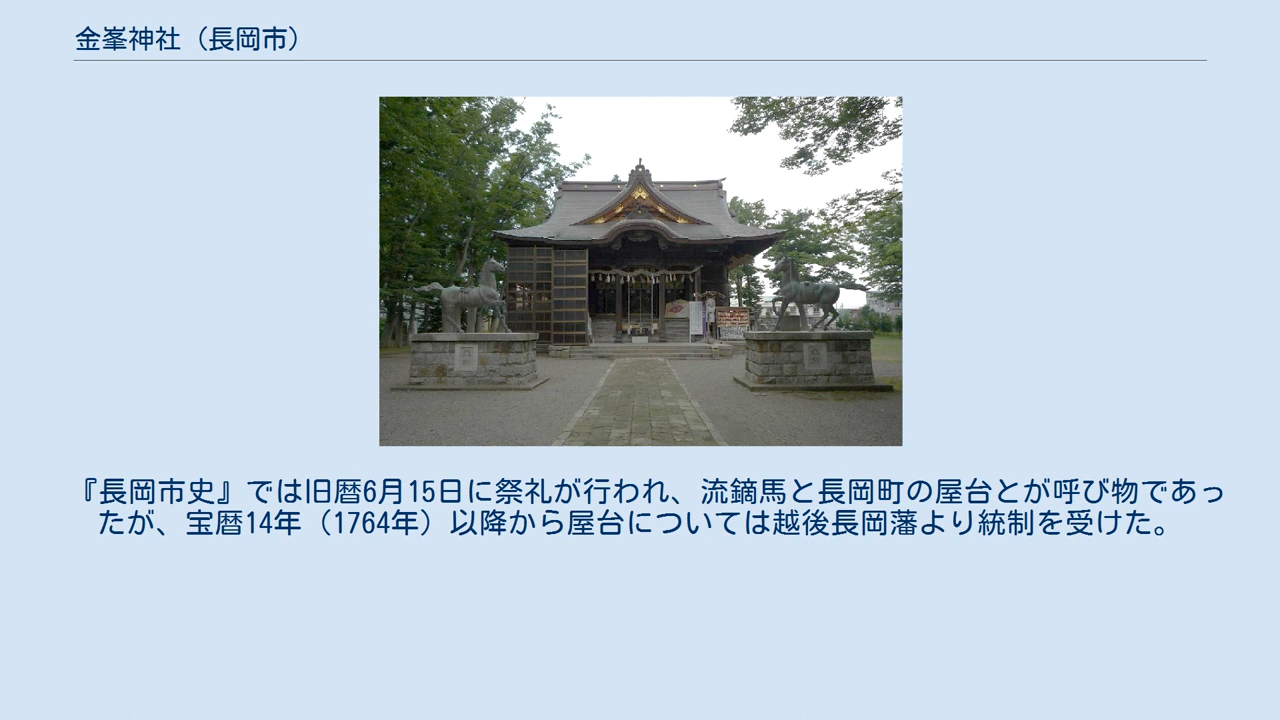 金峯神社（長岡市）
『長岡市史』では旧暦6月15日に祭礼が行われ、流鏑馬と長岡町の屋台とが呼び物であっ
たが、宝暦14年（1764年）以降から屋台については越後長岡藩より統制を受けた。